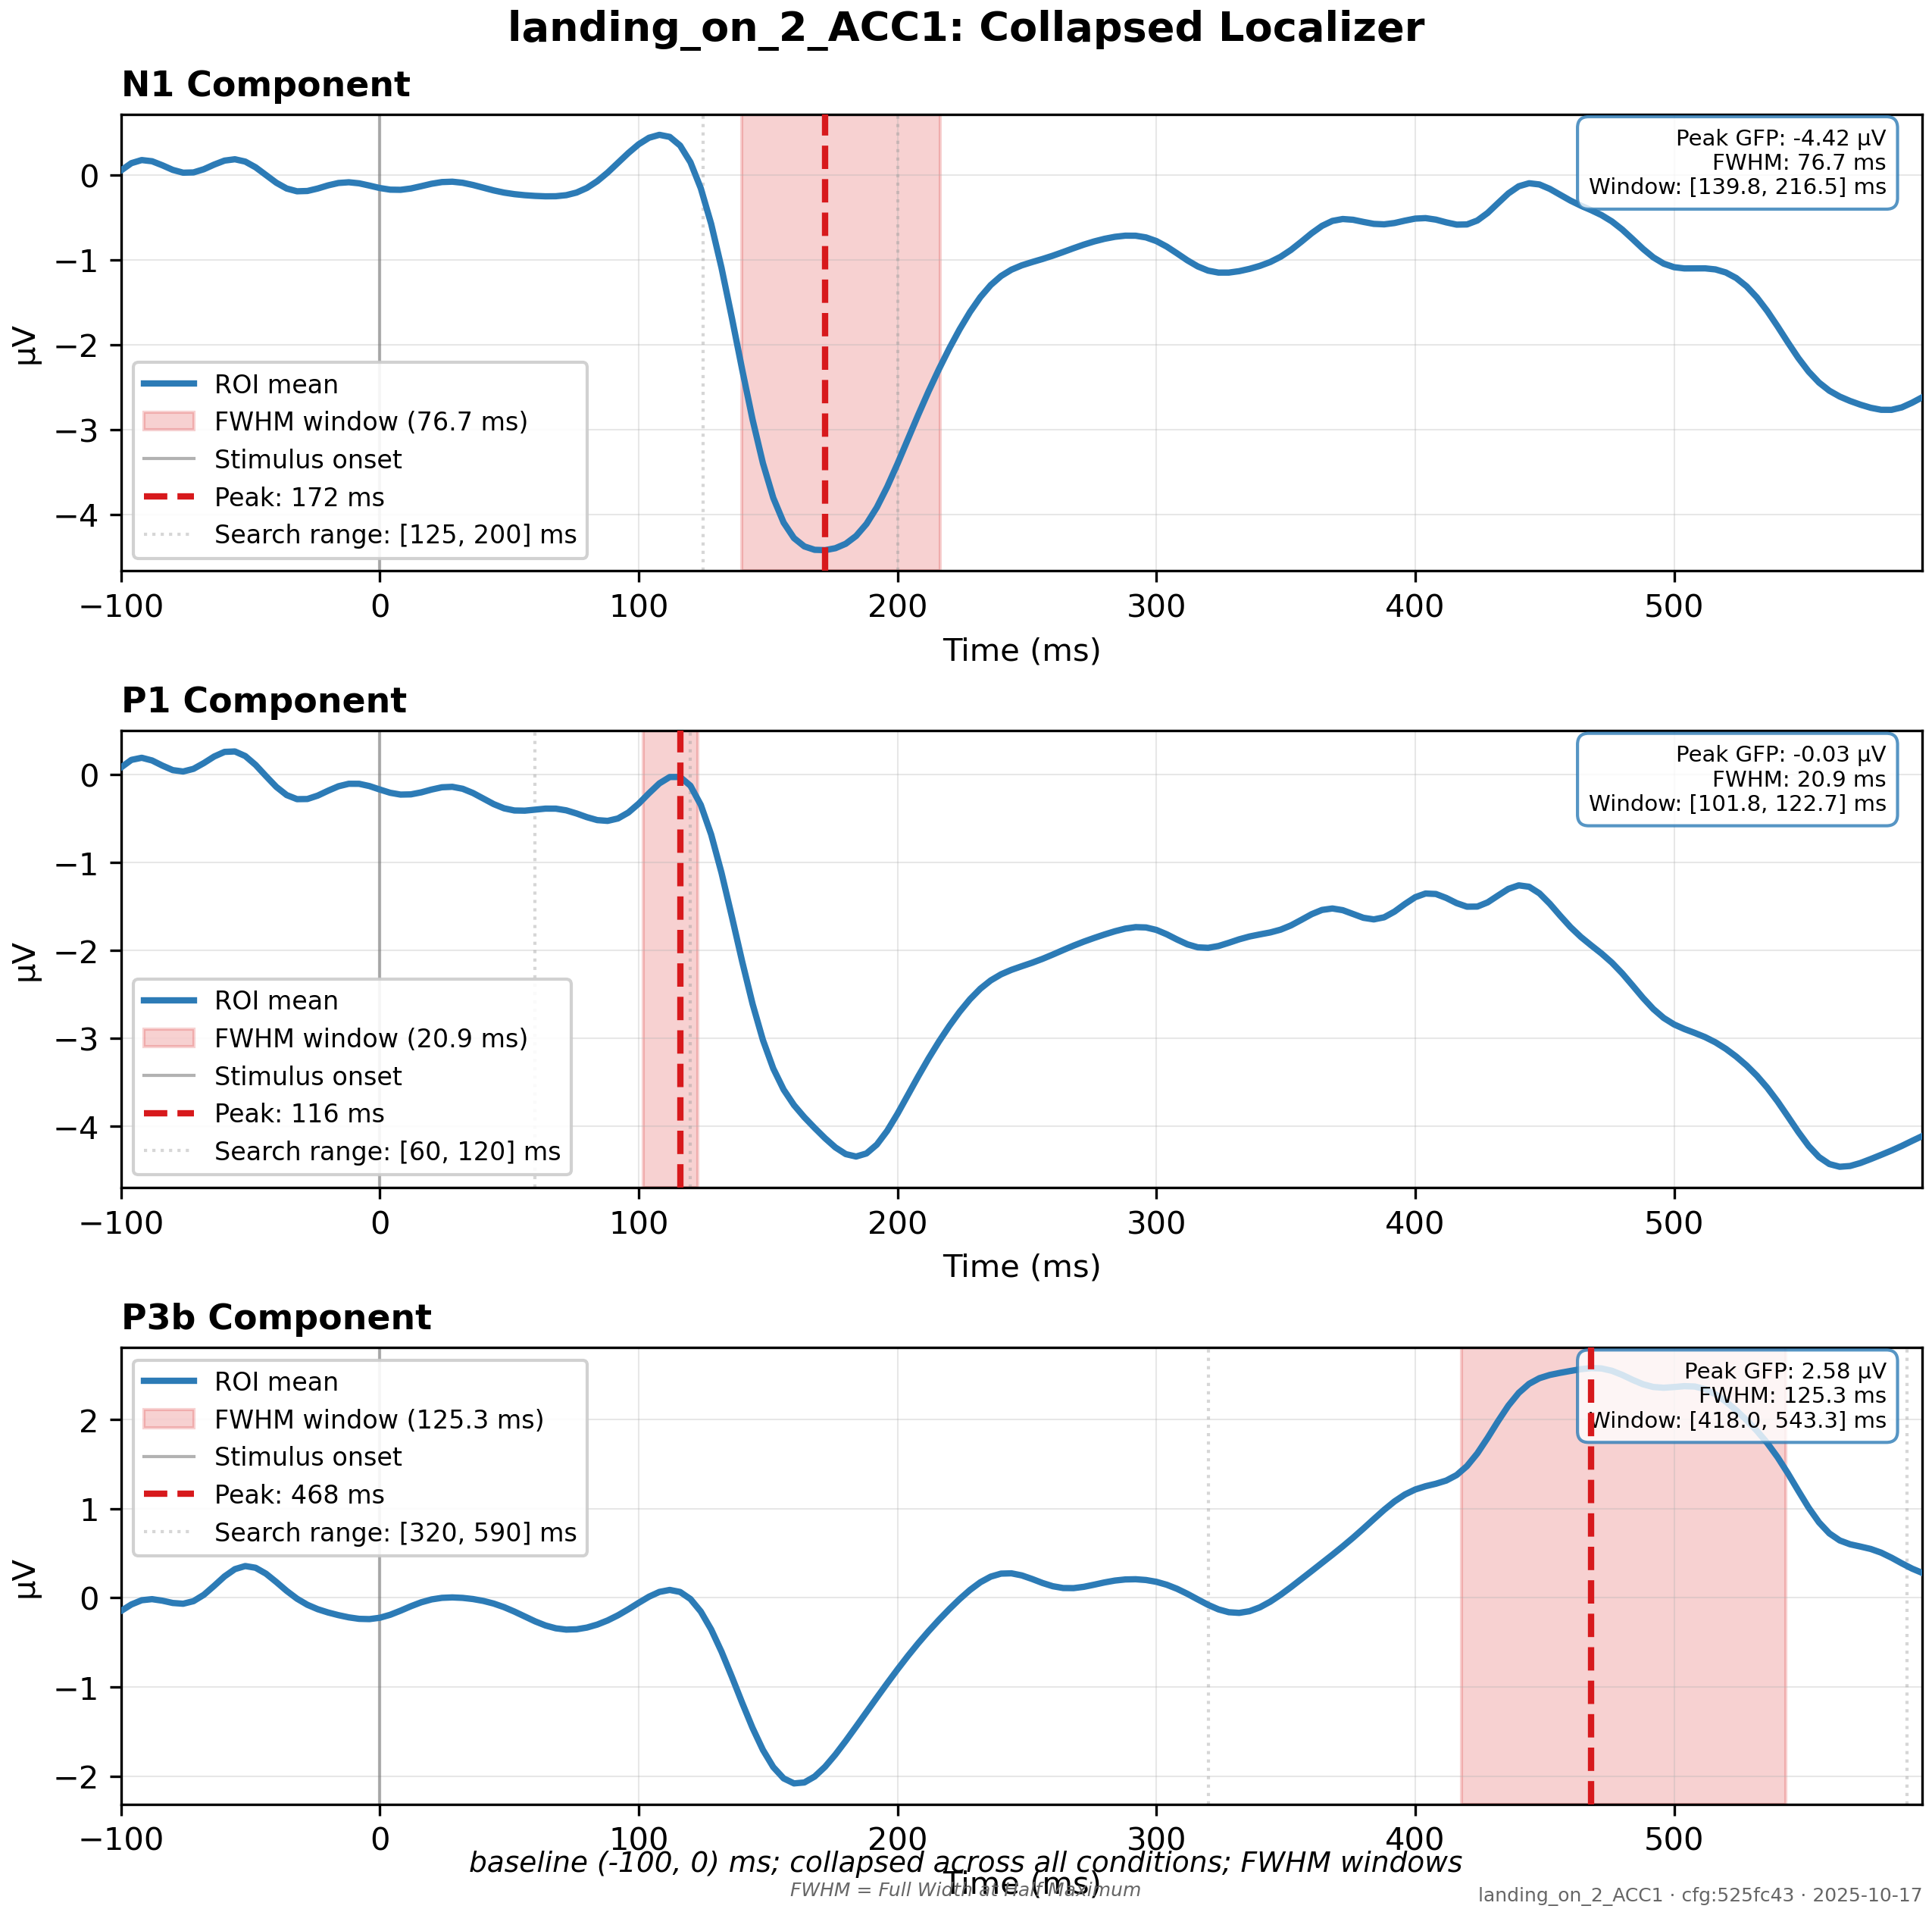 landing_on_2_ACC1: Collapsed Localizer
N1 Component
Peak GFP: -4.42 µV
FWHM: 76.7 ms
Window: [139.8, 216.5] ms
0
−1
−2
−3
−4
µV
ROI mean
FWHM window (76.7 ms)
Stimulus onset
Peak: 172 ms
Search range: [125, 200] ms
−100 0 100 200 300 400 500
Time (ms)
P1 Component
Peak GFP: -0.03 µV
FWHM: 20.9 ms
Window: [101.8, 122.7] ms
0
−1
−2
−3
−4
µV
ROI mean
FWHM window (20.9 ms)
Stimulus onset
Peak: 116 ms
Search range: [60, 120] ms
−100 0 100 200 300 400 500
Time (ms)
P3b Component
ROI mean
FWHM window (125.3 ms)
Stimulus onset
Peak: 468 ms
Search range: [320, 590] ms
Peak GFP: 2.58 µV
FWHM: 125.3 ms
Window: [418.0, 543.3] ms
2
1
0
−1
−2
µV
−100 0 100 200 300 400 500
baseline (-100, 0) ms; collapsed across all conditions; FWHM windows
Time (ms)
FWHM = Full Width at Half Maximum
landing_on_2_ACC1 · cfg:525fc43 · 2025-10-17